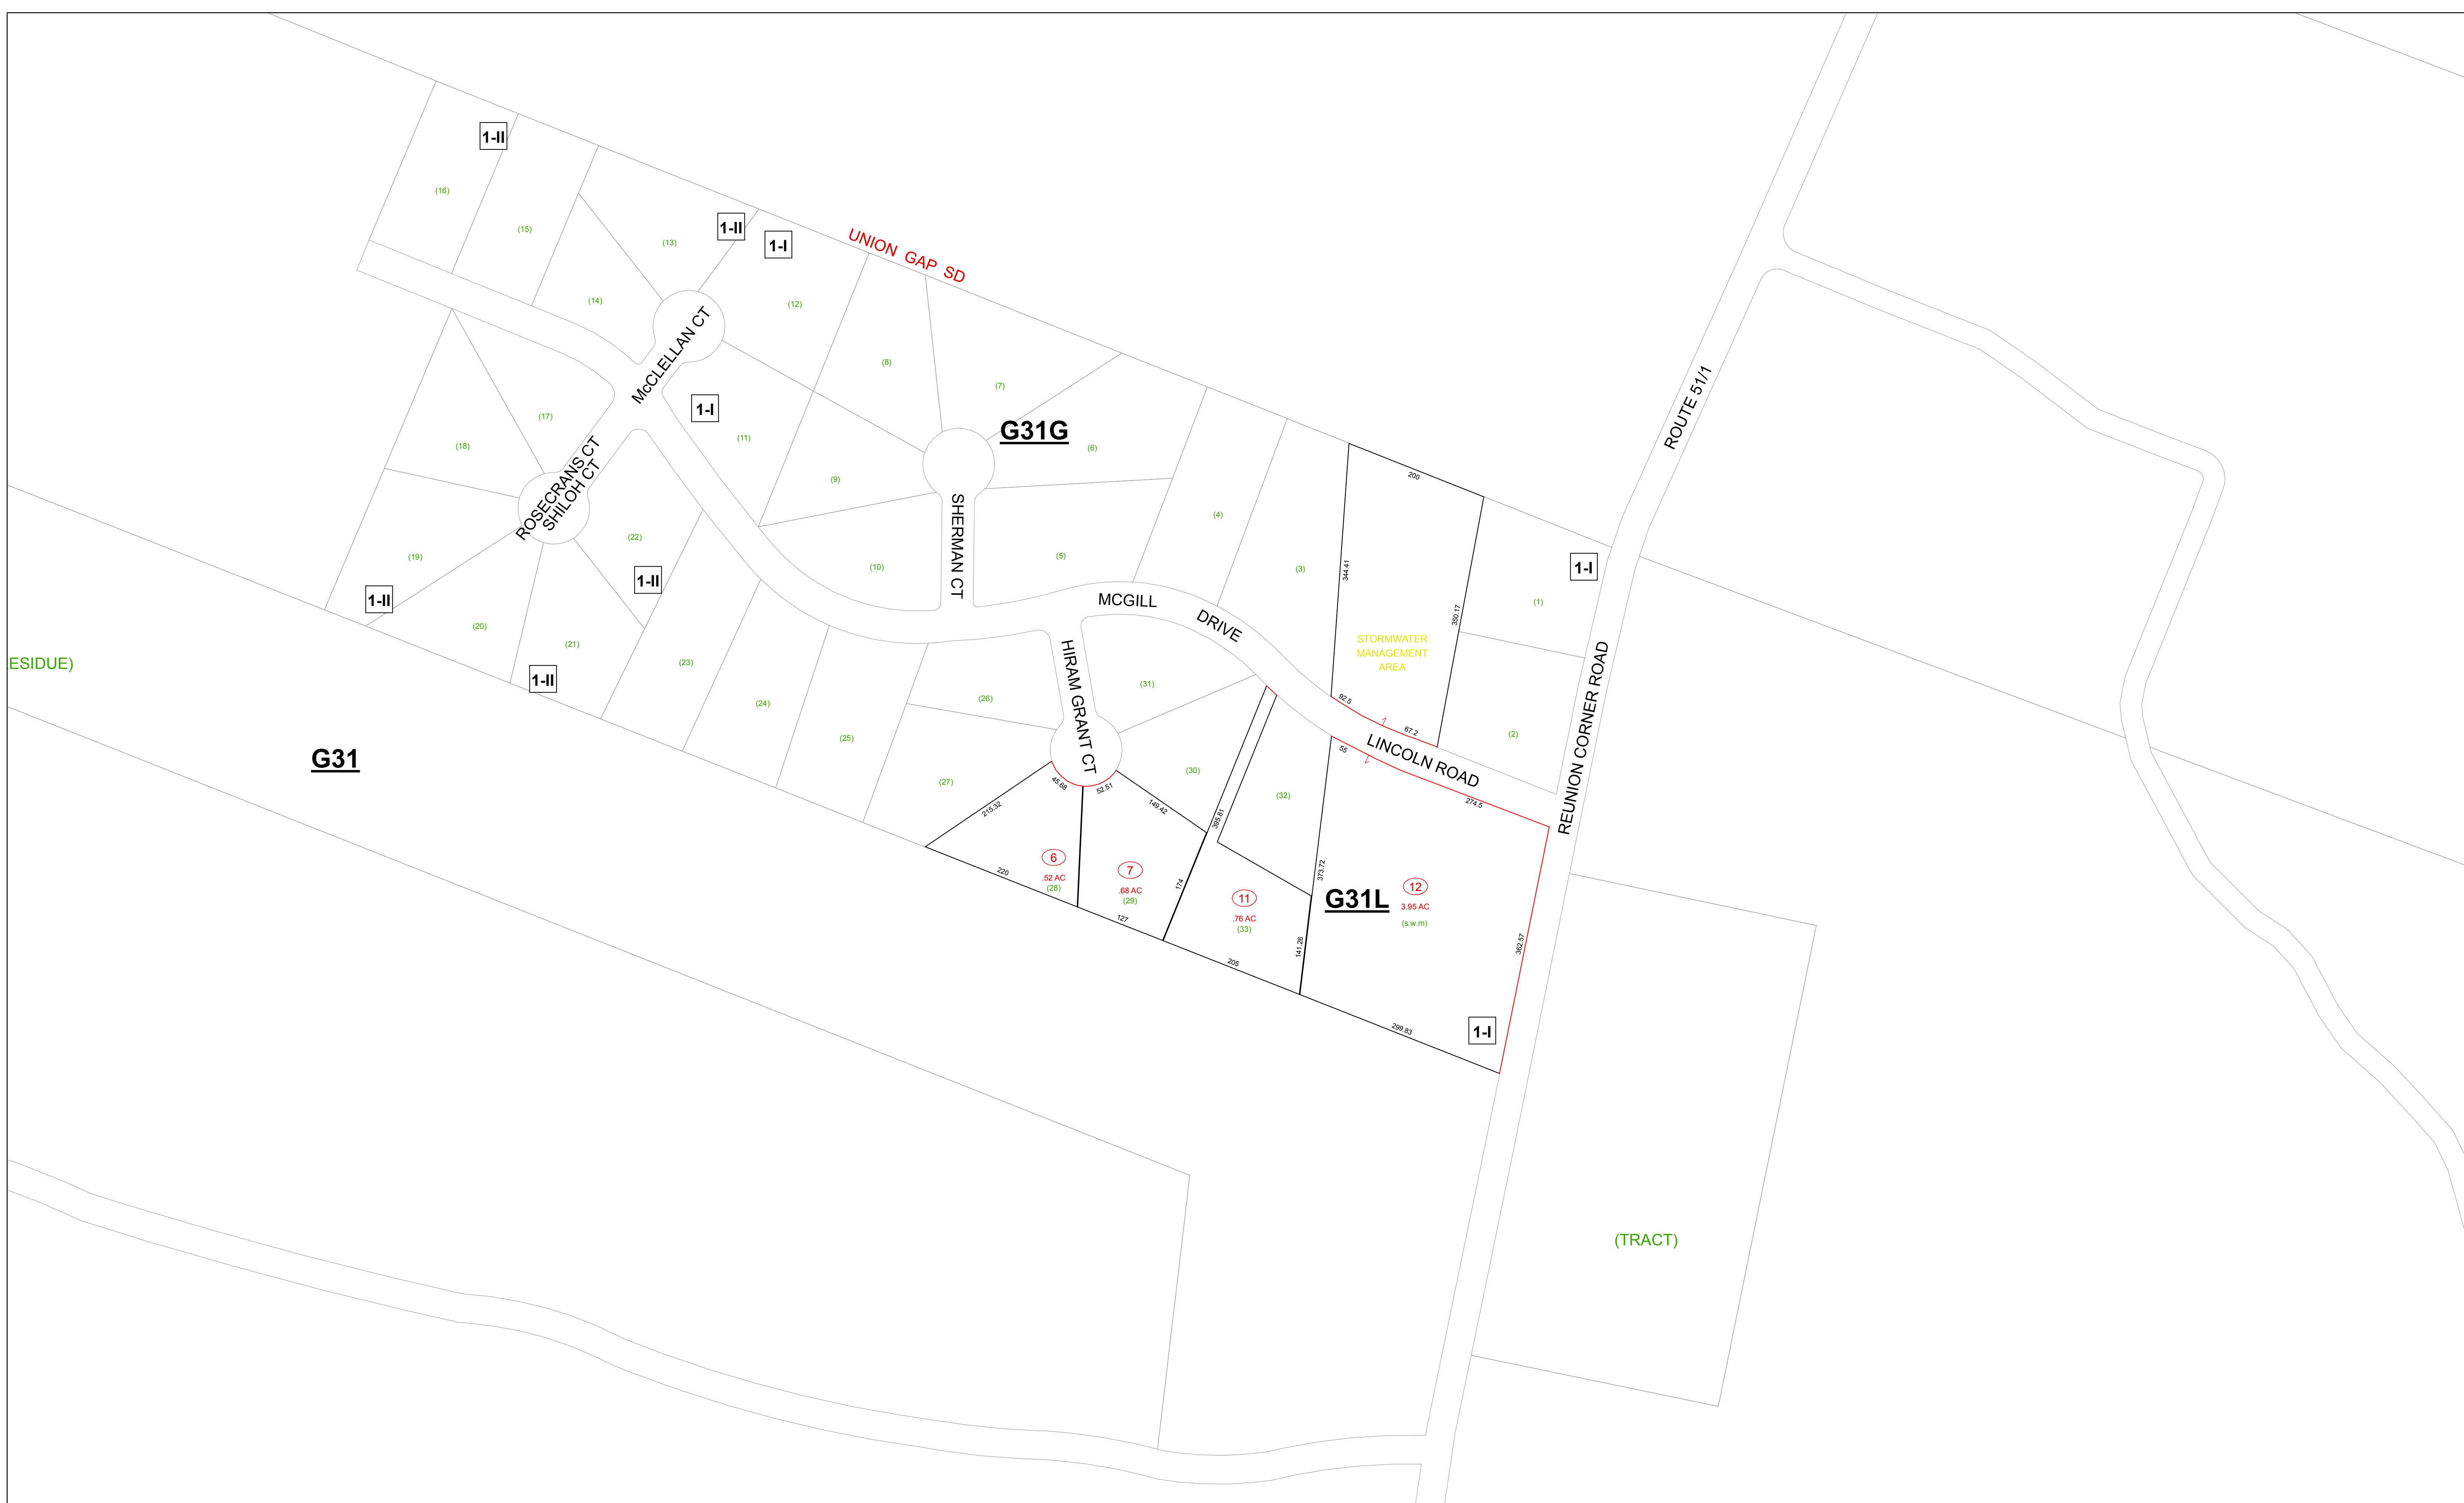 1-II
(16)
(15)
(13)
1-II
1-I
UNION GAP SD
(14)
(12)
McCLELLAN CT
(8)
(7)
ROUTE 51/1
1-I
(17)
(11)
G31G
(18)
(6)
ROSECRANS CT
SHILOH CT
(9)
SHERMAN CT
(4)
200
(22)
(19)
(10)
(5)
(3)
344.41
1-I
1-II
1-II
MCGILL
DRIVE
350.17
(1)
(20)
(21)
STORMWATER
MANAGEMENT
AREA
ESIDUE)
(23)
1-II
HIRAM GRANT CT
(31)
(26)
92.5
(24)
67.2
(2)
REUNION CORNER ROAD
G31
(25)
55
LINCOLN ROAD
(27)
(30)
45.68
52.51
215.32
149.42
395.81
(32)
274.5
6
.52 AC
(28)
7
.68 AC
(29)
220
174
127
373.72
11
.76 AC
(33)
G31L
12
3.95 AC
(s.w.m)
141.26
362.57
205
299.83
1-I
(TRACT)